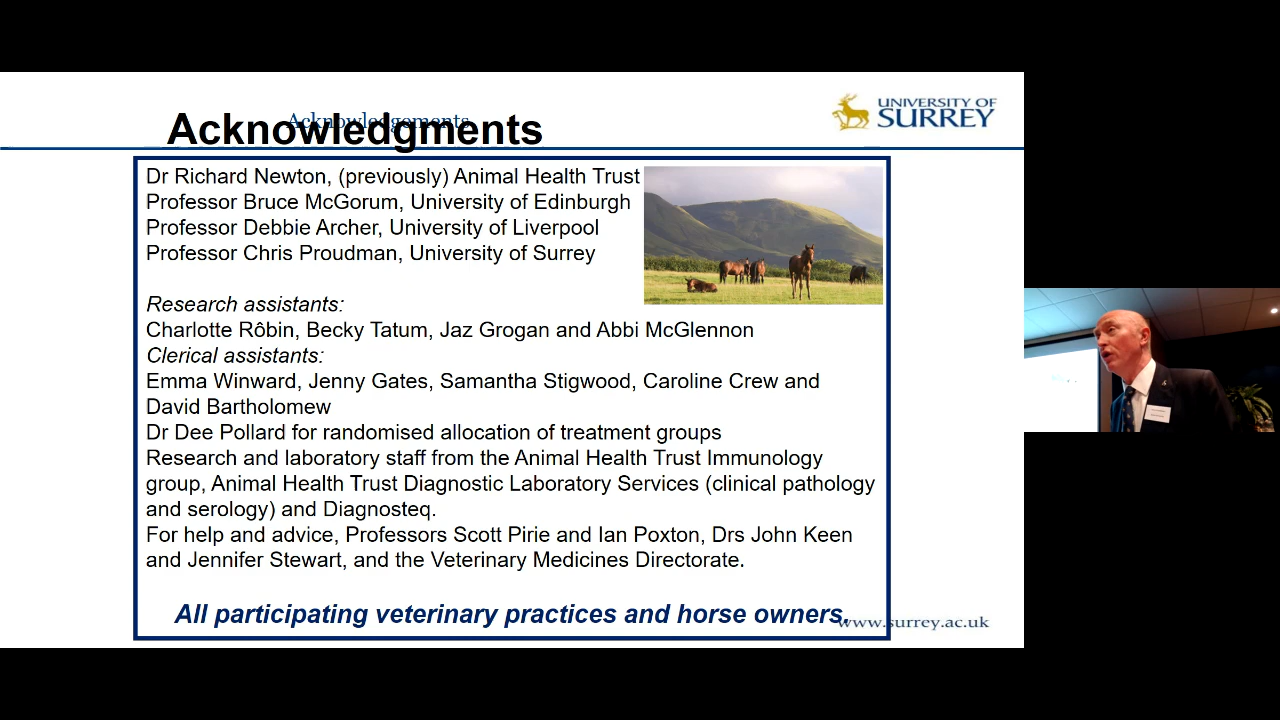 Acknowledgements
Acknowledgments
UNIVERSITY OF
SURREY
Dr Richard Newton, (previously) Animal Health Trust
Professor Bruce McGorum, University of Edinburgh
Professor Debbie Archer, University of Liverpool
Professor Chris Proudman, University of Surrey
Research assistants:
Charlotte Rôbin, Becky Tatum, Jaz Grogan and Abbi McGlennon
Clerical assistants:
Emma Winward, Jenny Gates, Samantha Stigwood, Caroline Crew and
David Bartholomew
Dr Dee Pollard for randomised allocation of treatment groups
Research and laboratory staff from the Animal Health Trust Immunology
group, Animal Health Trust Diagnostic Laboratory Services (clinical pathology
and serology) and Diagnosteq.
For help and advice, Professors Scott Pirie and Ian Poxton, Drs John Keen
and Jennifer Stewart, and the Veterinary Medicines Directorate.
All participating veterinary practices and horse owners.
www.surrey.ac.uk